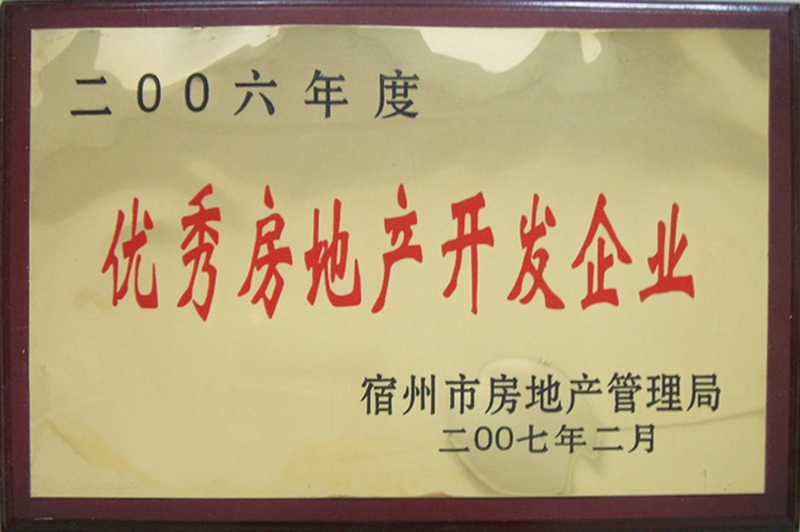 二00六年度
优秀房地产开发企业
宿州市房地产管理局
二00七年二月